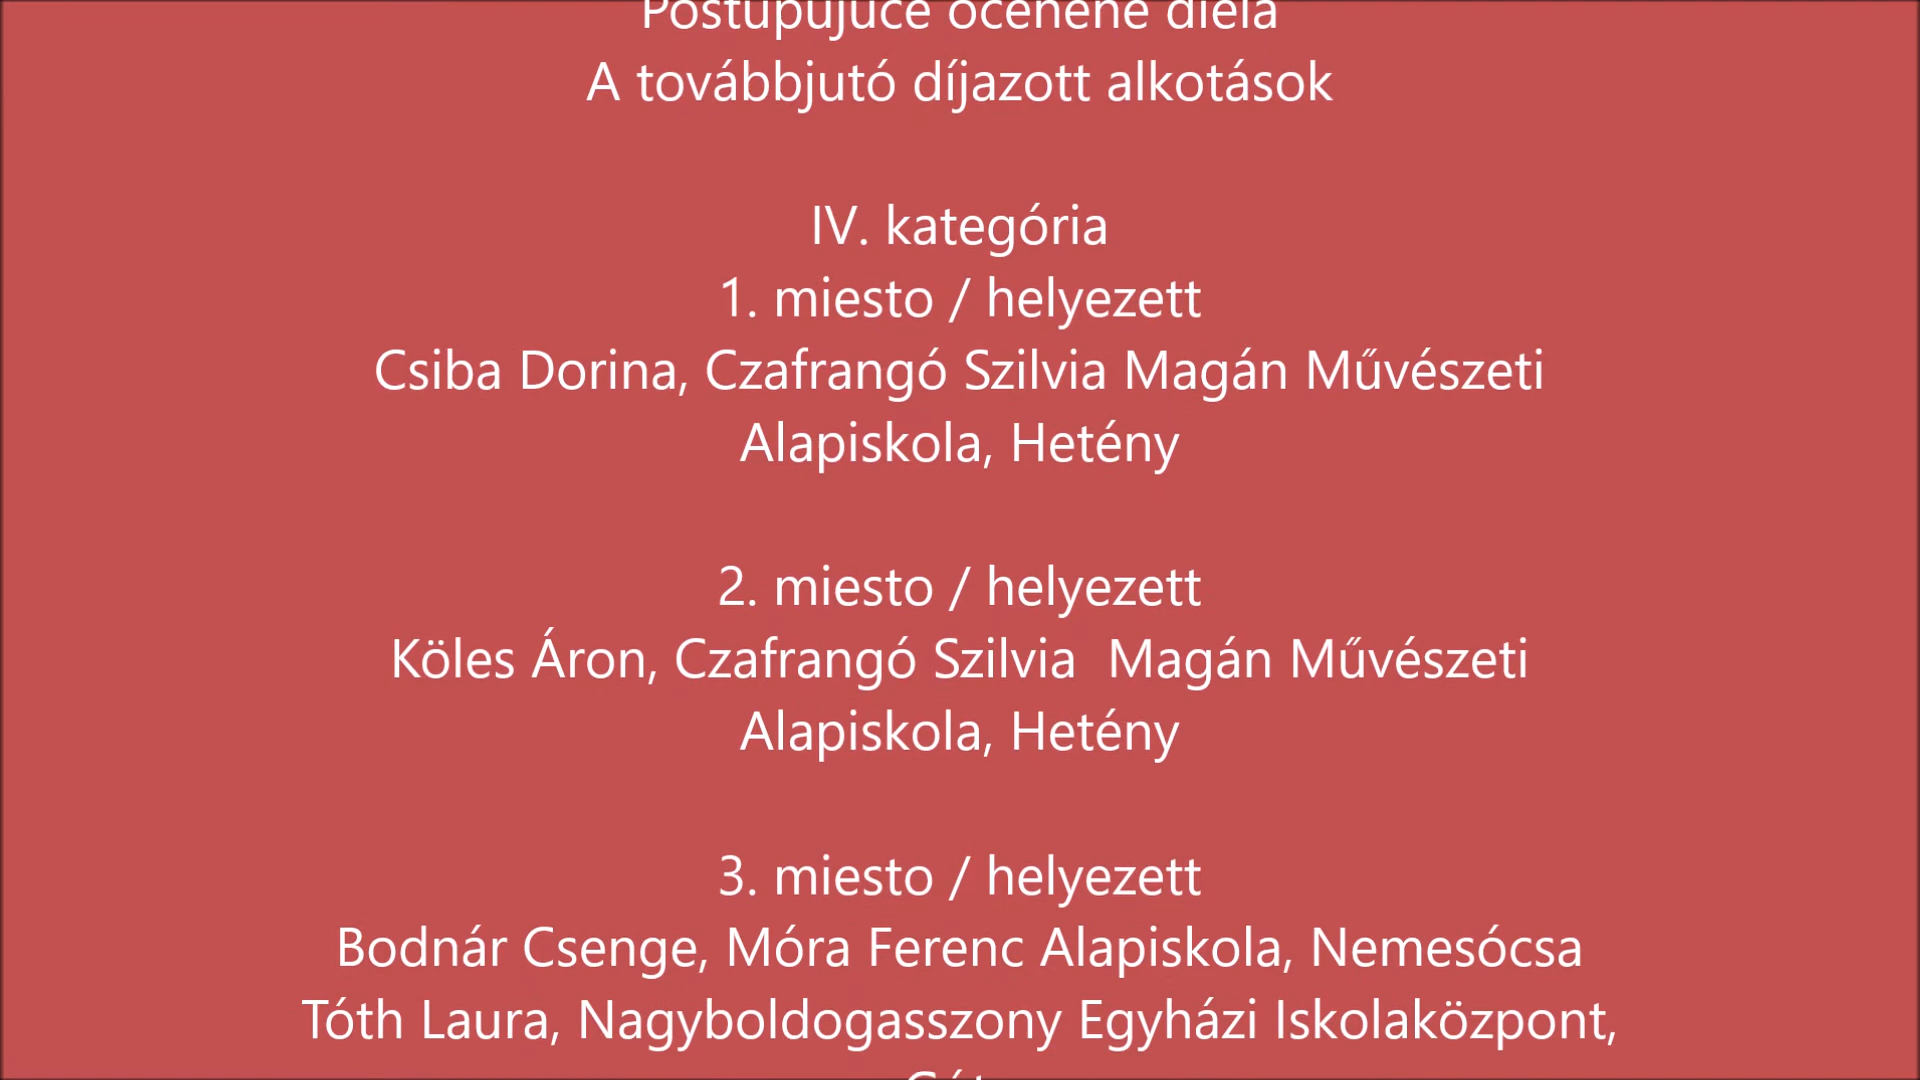 Postupujúce ocenené diela
A továbbjutó díjazott alkotások
IV. kategória
1. miesto / helyezett
Csiba Dorina, Czafrangó Szilvia Magán Művészeti
Alapiskola, Hetény
2. miesto / helyezett
Köles Áron, Czafrangó Szilvia  Magán Művészeti
Alapiskola, Hetény
3. miesto / helyezett
Bodnár Csenge, Móra Ferenc Alapiskola, Nemesócsa
Tóth Laura, Nagyboldogasszony Egyházi Iskolaközpont,